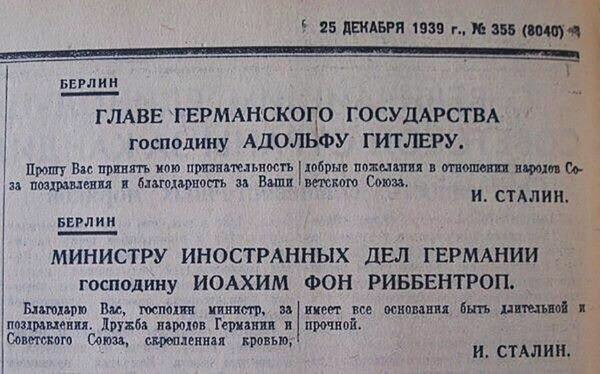 25 ДЕКАБРЯ 1939 г., № 355 (8040)
БЕРЛИН
ГЛАВЕ ГЕРМАНСКОГО ГОСУДАРСТВА
господину АДОЛЬФУ ГИТЛЕРУ.
Прошу Вас принять мою признательность
за поздравления и благодарность за Ваши
добрые пожелания в отношении народов Со-
ветского Союза.
И. СТАЛИН.
БЕРЛИН
МИНИСТРУ ИНОСТРАННЫХ ДЕЛ ГЕРМАНИИ
господину ИОАХИМ ФОН РИББЕНТРОП.
Благодарю Вас, господин министр, за
поздравления. Дружба народов Германии и
Советского Союза, скрепленная кровью,
имеет все основания быть длительной и
прочной.
И. СТАЛИН.